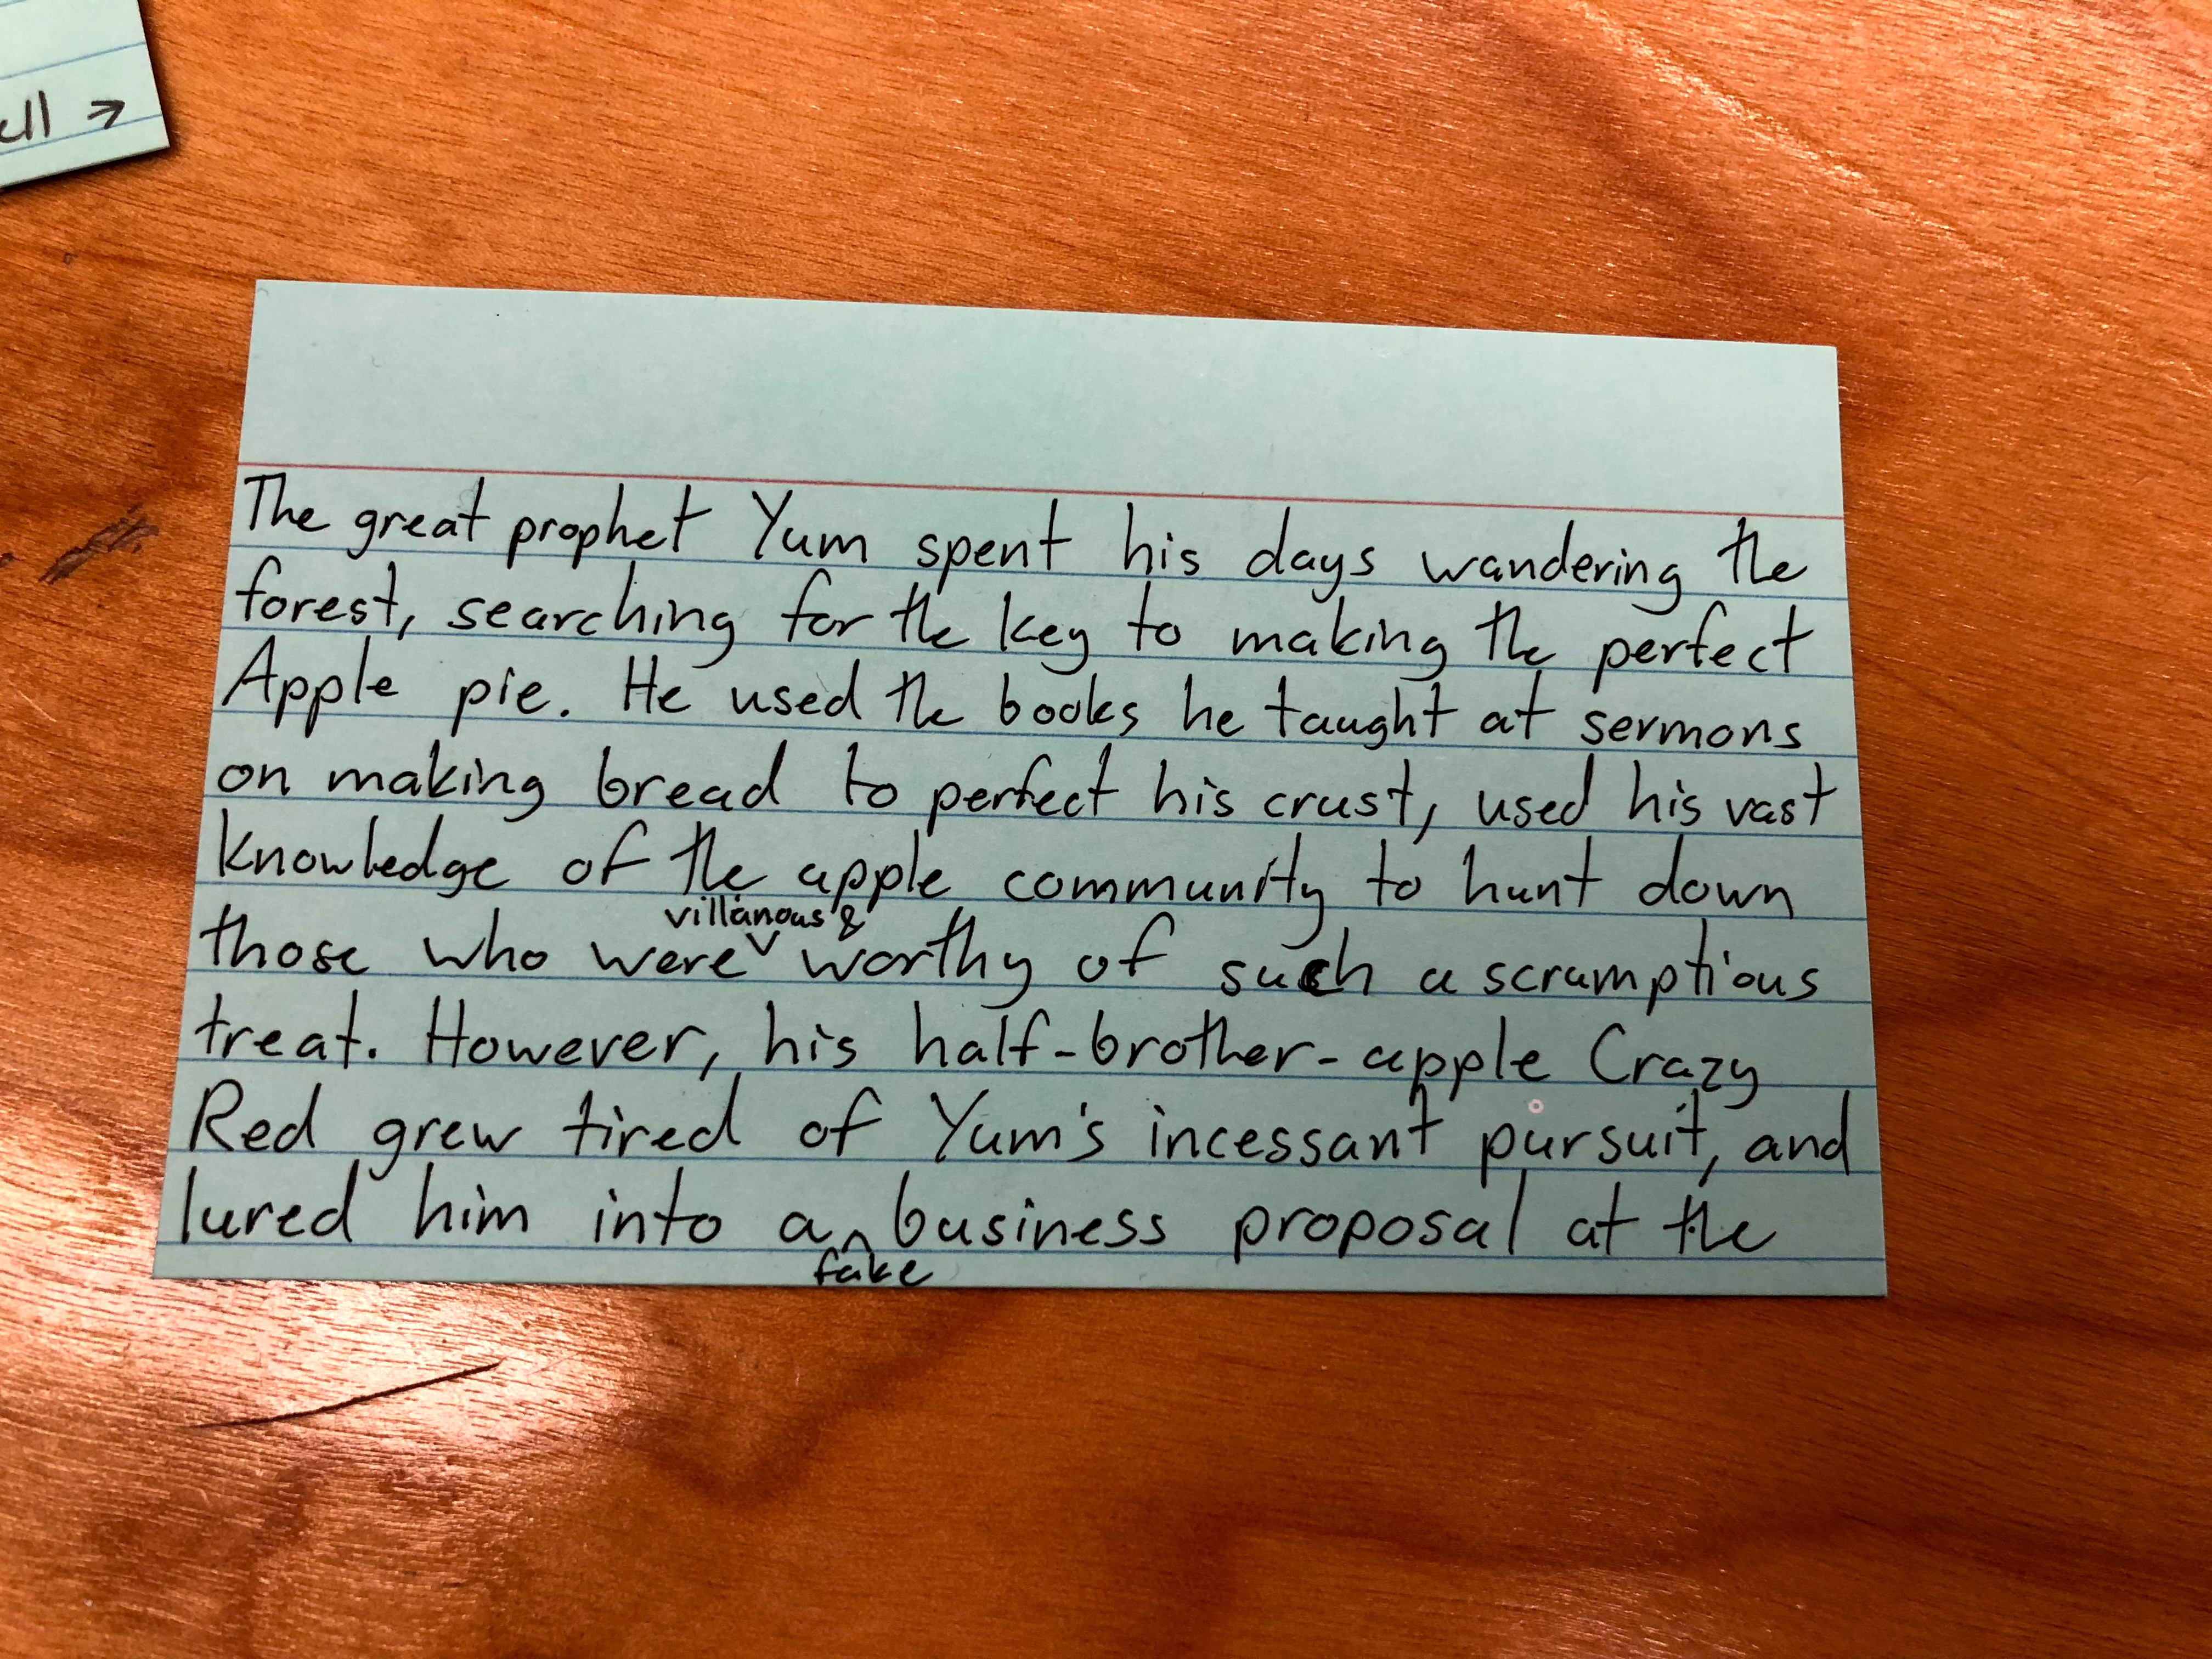 ell →
The great prophet Yum spent his days wandering the
forest, searching for the key to making the perfect
Apple pie. He used the books he taught at sermons
on making bread to perfect his crust, used his vast
knowledge of the apple community to hunt down
villanous &
those who were ˅ worthy of such a scrumptious
treat. However, his half-brother-apple Crazy
Red grew tired of Yum's incessant pursuit, and
lured him into a ^ business proposal at the
fake